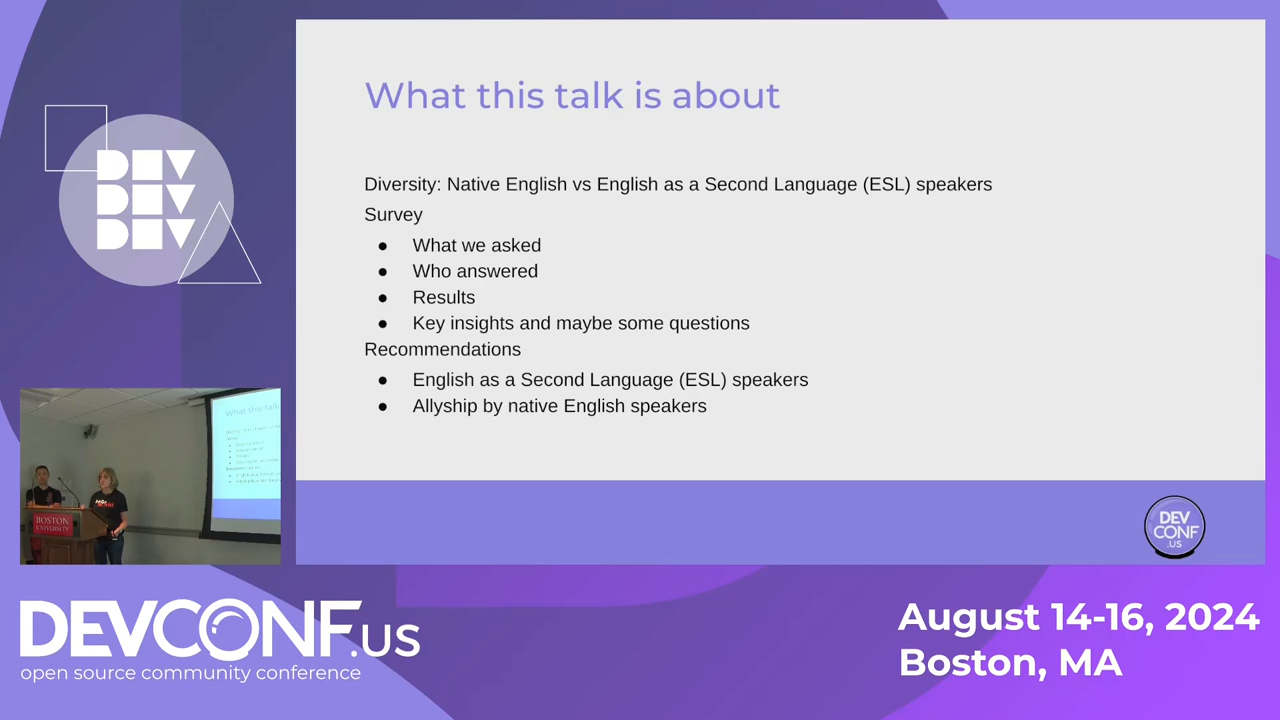 What this talk is about
Diversity: Native English vs English as a Second Language (ESL) speakers
Survey
● What we asked
● Who answered
● Results
● Key insights and maybe some questions
Recommendations
● English as a Second Language (ESL) speakers
● Allyship by native English speakers
DEV
CONF
.US
DEV
DEV
DEV
What this talk
BOSTON
UNIVERSITY
DEVCONF.US
open source community conference
August 14-16, 2024
Boston, MA